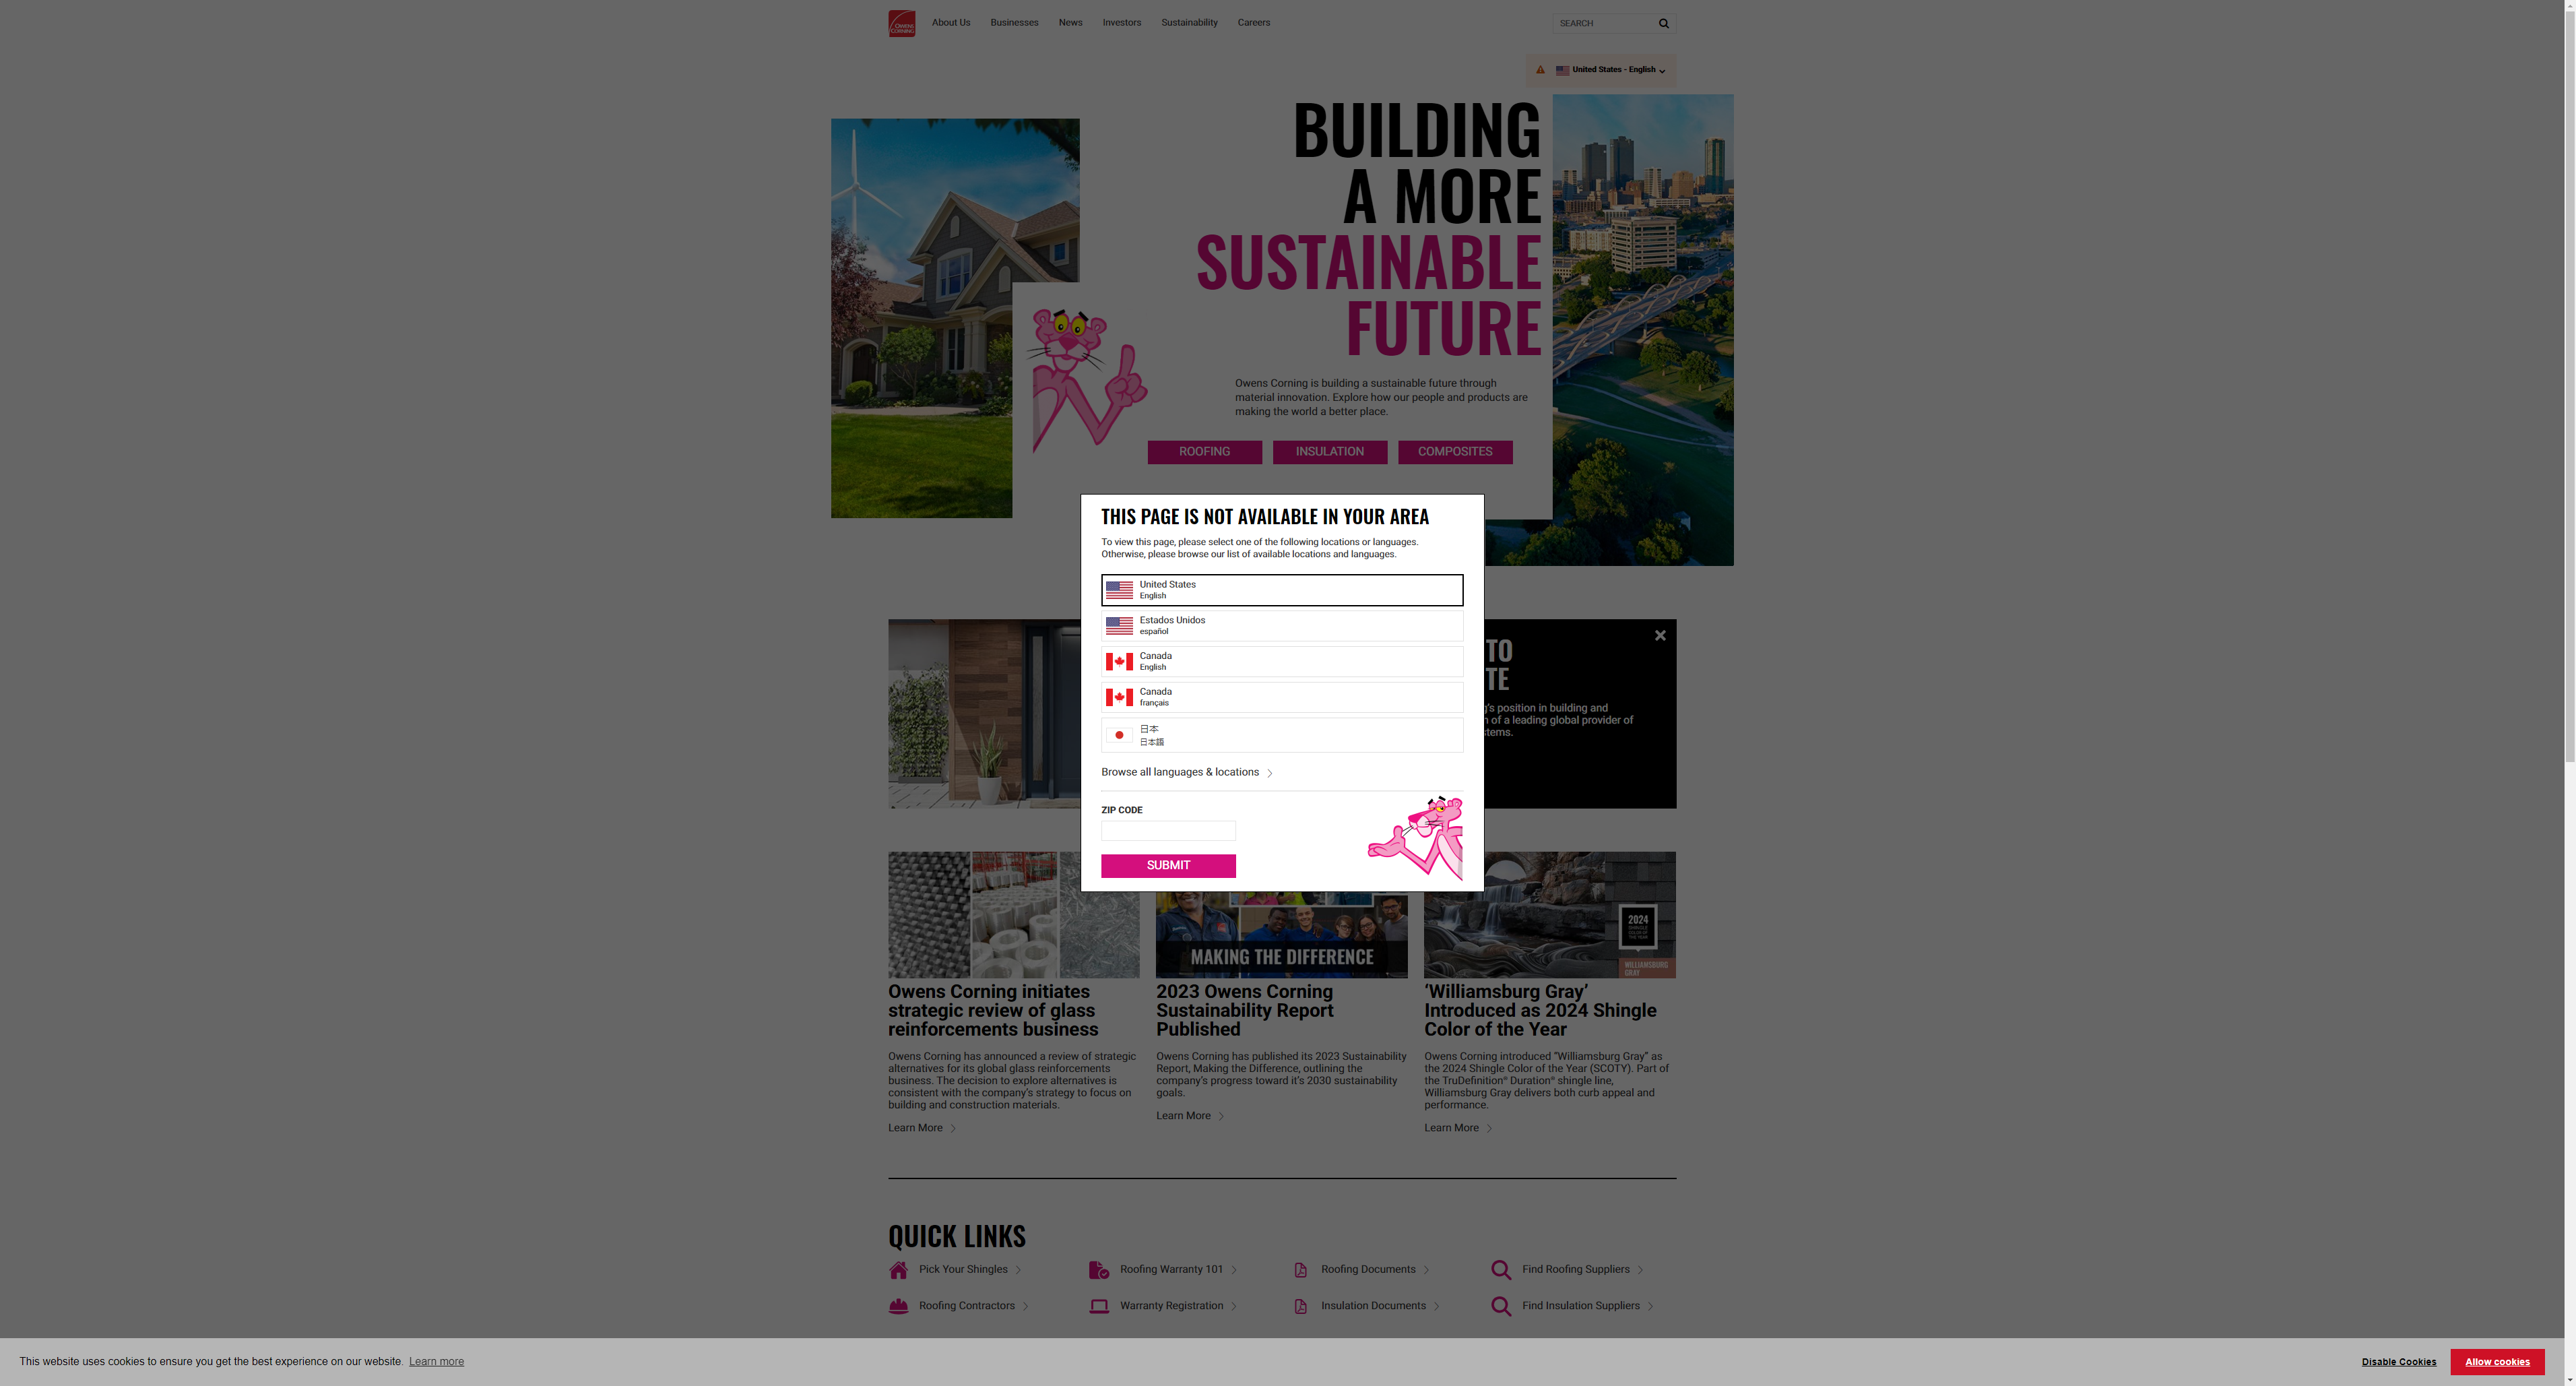 OWENS
CORNING
About Us
Businesses
News
Investors
Sustainability
Careers
SEARCH
United States - English
BUILDING
A MORE
SUSTAINABLE
FUTURE
Owens Corning is building a sustainable future through
material innovation. Explore how our people and products are
making the world a better place.
ROOFING
INSULATION
COMPOSITES
THIS PAGE IS NOT AVAILABLE IN YOUR AREA
To view this page, please select one of the following locations or languages.
Otherwise, please browse our list of available locations and languages.
United States
English
Estados Unidos
español
Canada
English
Canada
français
日本
日本語
Browse all languages & locations
ZIP CODE
SUBMIT
TO
TE
g's position in building and
n of a leading global provider of
stems.
MAKING THE DIFFERENCE
2024
SHINGLE
COLOR OF
THE YEAR
WILLIAMSBURG
GRAY
Owens Corning initiates
strategic review of glass
reinforcements business
Owens Corning has announced a review of strategic
alternatives for its global glass reinforcements
business. The decision to explore alternatives is
consistent with the company's strategy to focus on
building and construction materials.
Learn More
2023 Owens Corning
Sustainability Report
Published
Owens Corning has published its 2023 Sustainability
Report, Making the Difference, outlining the
company's progress toward it's 2030 sustainability
goals.
Learn More
‘Williamsburg Gray’
Introduced as 2024 Shingle
Color of the Year
Owens Corning introduced “Williamsburg Gray” as
the 2024 Shingle Color of the Year (SCOTY). Part of
the TruDefinition® Duration® shingle line,
Williamsburg Gray delivers both curb appeal and
performance.
Learn More
QUICK LINKS
Pick Your Shingles
Roofing Warranty 101
Roofing Documents
Find Roofing Suppliers
Roofing Contractors
Warranty Registration
Insulation Documents
Find Insulation Suppliers
This website uses cookies to ensure you get the best experience on our website. Learn more
Disable Cookies
Allow cookies